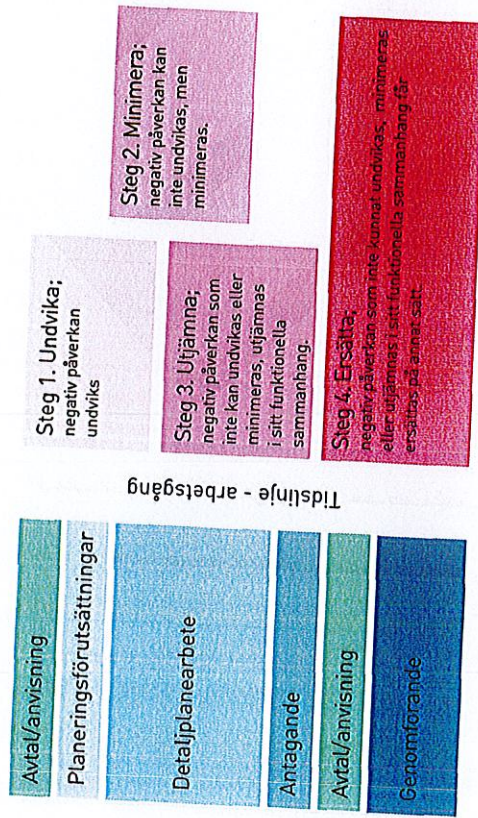 Avtal/anvisning
Planeringsförutsättningar
Detaljplanearbete
Antagande
Avtal/anvisning
Genomförande
Tidslinje - arbetsgång
Steg 1. Undvika;
negativ påverkan
undviks
Steg 2. Minimera;
negativ påverkan kan
inte undvikas, men
minimeras.
Steg 3. Utjämna;
negativ påverkan som
inte kan undvikas eller
minimeras, utjämnas
i sitt funktionella
sammanhang.
Steg 4. Ersätta;
negativ påverkan som inte kunnat undvikas, minimeras
eller utjämnas i sitt funktionella sammanhang får
ersättas på annat sätt.